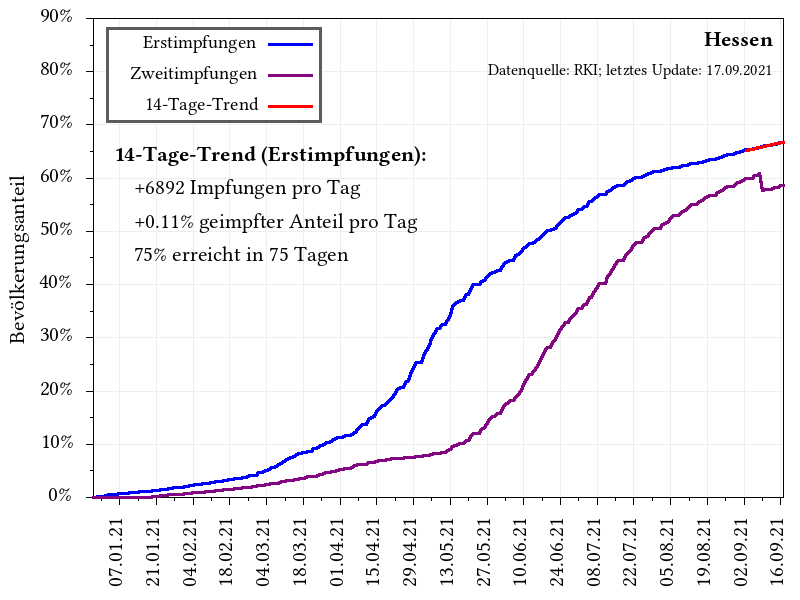 90%
80%
70%
60%
50%
40%
30%
20%
10%
0%
Bevölkerungsanteil
Erstimpfungen
Zweitimpfungen
14-Tage-Trend
Hessen
Datenquelle: RKI; letztes Update: 17.09.2021
14-Tage-Trend (Erstimpfungen):
+6892 Impfungen pro Tag
+0.11% geimpfter Anteil pro Tag
75% erreicht in 75 Tagen
07.01.21
21.01.21
04.02.21
18.02.21
04.03.21
18.03.21
01.04.21
15.04.21
29.04.21
13.05.21
27.05.21
10.06.21
24.06.21
08.07.21
22.07.21
05.08.21
19.08.21
02.09.21
16.09.21